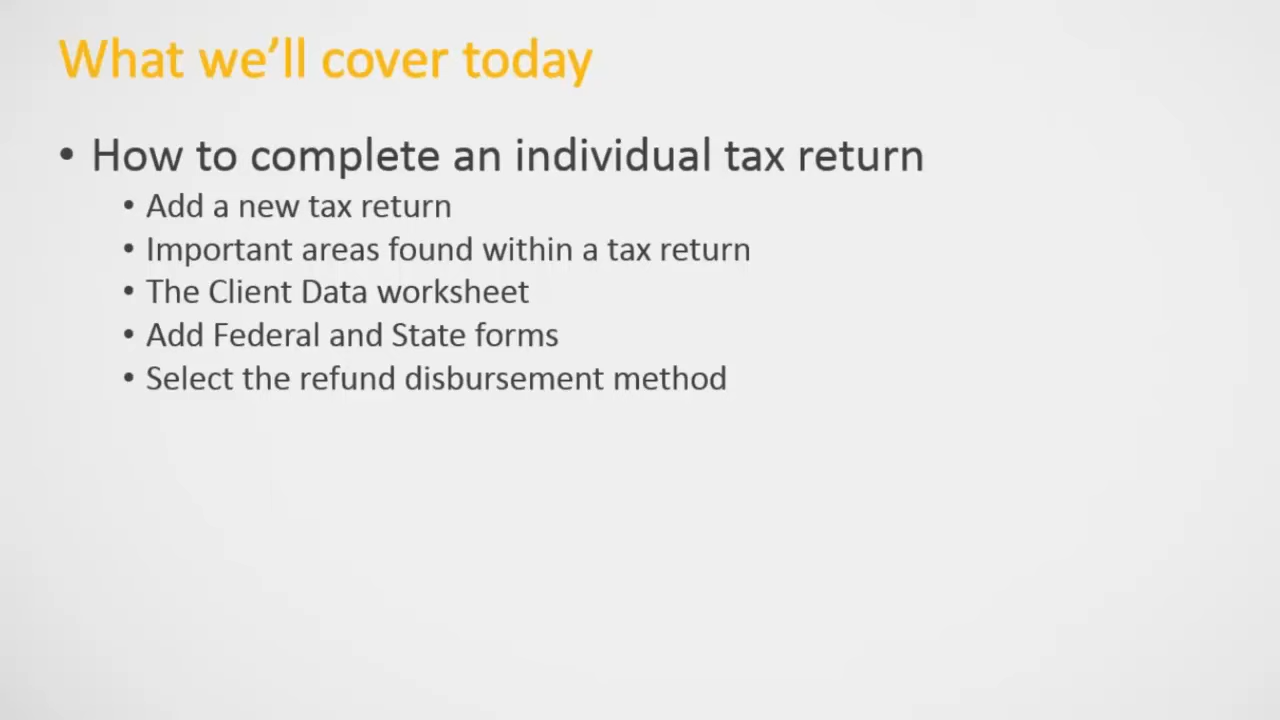 What we’ll cover today
• How to complete an individual tax return
• Add a new tax return
• Important areas found within a tax return
• The Client Data worksheet
• Add Federal and State forms
• Select the refund disbursement method